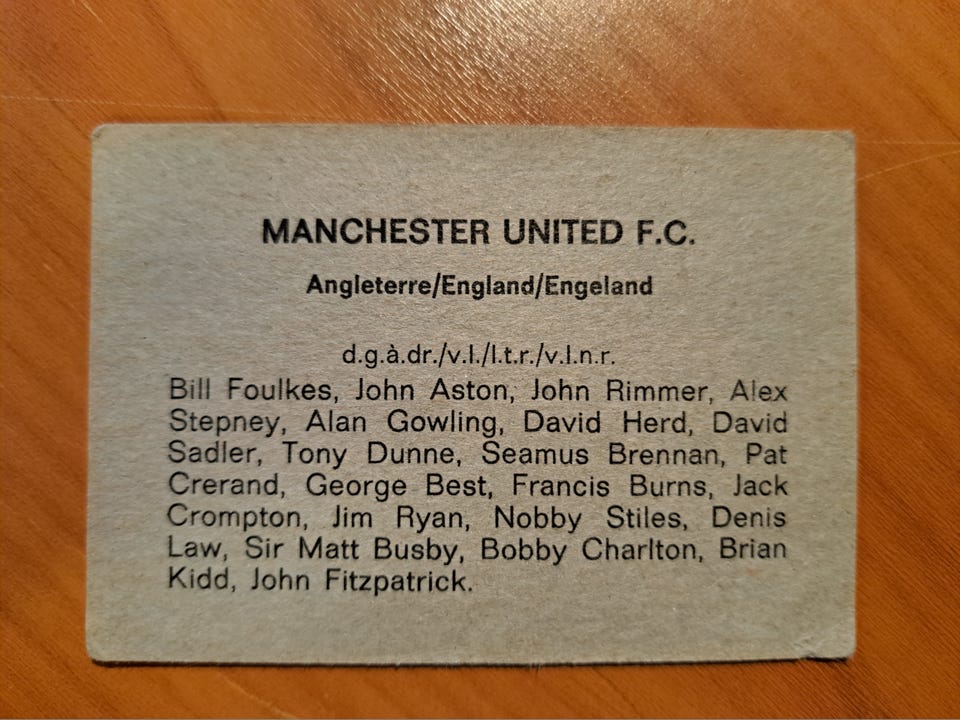 MANCHESTER UNITED F.C.
Angleterre/England/Engeland
d.g.à.dr./v.l./l.t.r./v.l.n.r.
Bill Foulkes, John Aston, John Rimmer, Alex
Stepney, Alan Gowling, David Herd, David
Sadler, Tony Dunne, Seamus Brennan, Pat
Crerand, George Best, Francis Burns, Jack
Crompton, Jim Ryan, Nobby Stiles, Denis
Law, Sir Matt Busby, Bobby Charlton, Brian
Kidd, John Fitzpatrick.